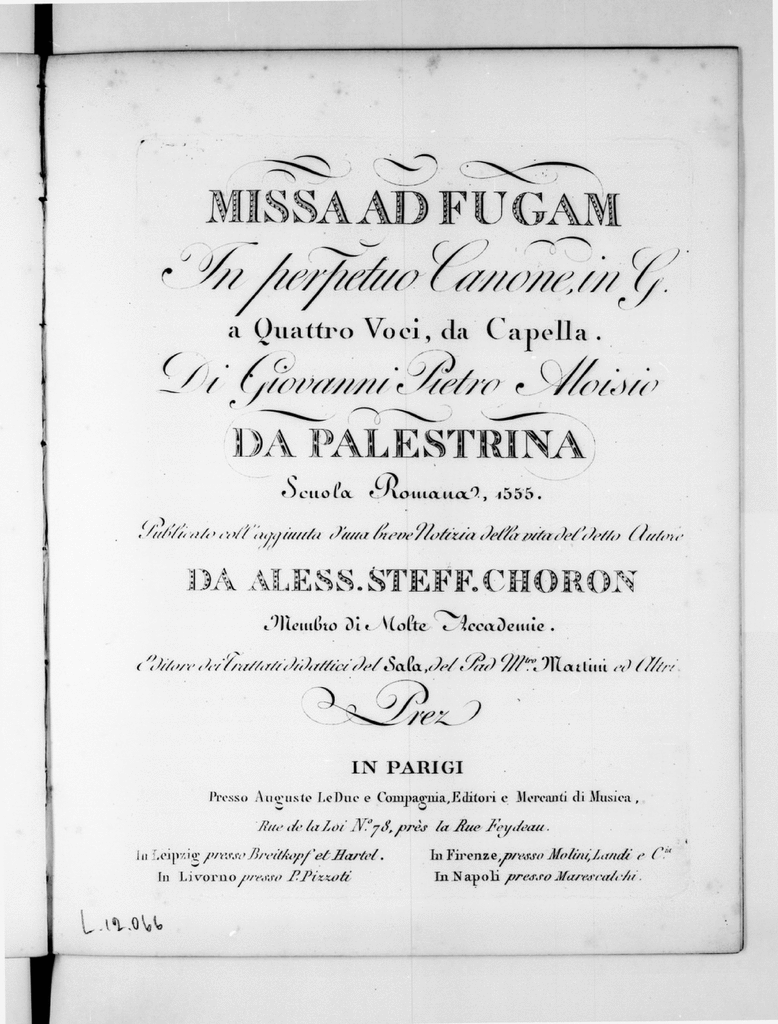 MISSA AD FUGAM
In perpetuo Canone, in G.
a Quattro Voci, da Capella.
Di Giovanni Pietro Aloisio
DA PALESTRINA
Scuola Romana, 1555.
Publicato coll'aggiunta d'una breve Notizia della vita del detto Autore
DA ALESS. STEFF. CHORON
Membro di Molte Accademie.
Editore dei Trattati didattici del Sala, del Pad Mtro. Martini ed Altri.
Prez
IN PARIGI
Presso Auguste LeDuc e Compagnia, Editori e Mercanti di Musica,
Rue de la Loi No. 78, près la Rue Feydeau.
In Leipzig presso Breitkopf et Hartel. In Firenze, presso Molini, Landi e C.ia
In Livorno presso P. Pizzoti In Napoli presso Marescalchi.
L.12.066